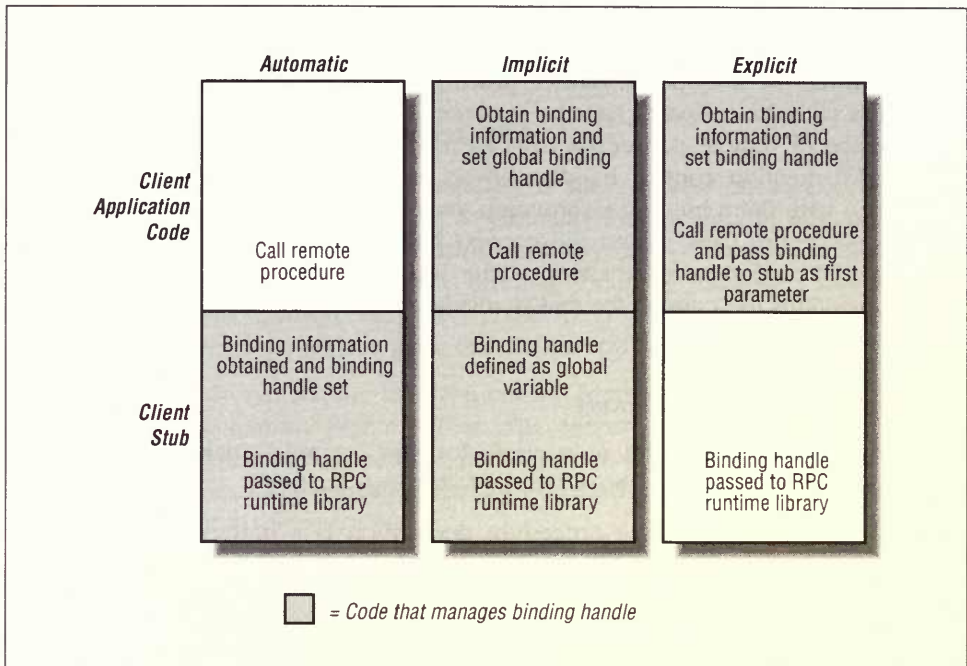 Automatic
Implicit
Explicit
Client
Application
Code
Call remote
procedure
Obtain binding
information and
set global binding
handle
Call remote
procedure
Obtain binding
information and
set binding handle
Call remote procedure
and pass binding
handle to stub as first
parameter
Client
Stub
Binding information
obtained and binding
handle set
Binding handle
passed to RPC
runtime library
Binding handle
defined as global
variable
Binding handle
passed to RPC
runtime library
Binding handle
passed to RPC
runtime library
= Code that manages binding handle